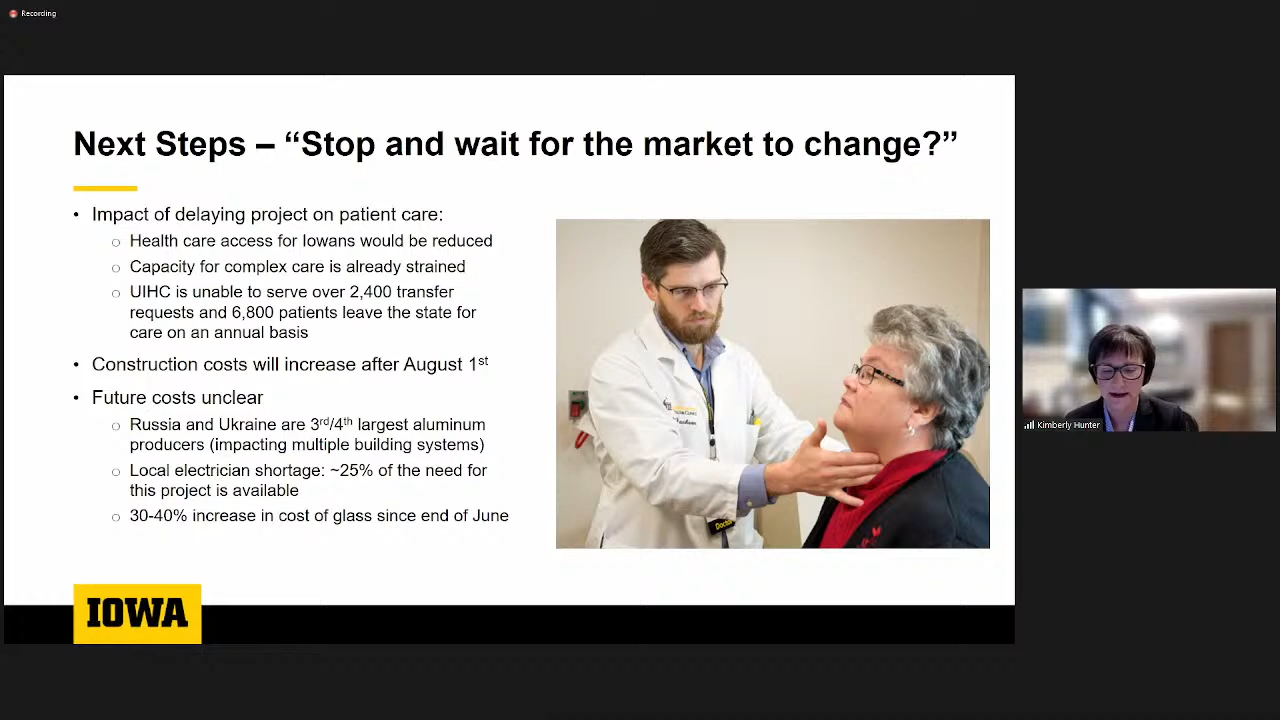 Recording
Next Steps – “Stop and wait for the market to change?”
• Impact of delaying project on patient care:
○ Health care access for Iowans would be reduced
○ Capacity for complex care is already strained
○ UIHC is unable to serve over 2,400 transfer
requests and 6,800 patients leave the state for
care on an annual basis
• Construction costs will increase after August 1st
• Future costs unclear
○ Russia and Ukraine are 3rd/4th largest aluminum
producers (impacting multiple building systems)
○ Local electrician shortage: ~25% of the need for
this project is available
○ 30-40% increase in cost of glass since end of June
Kimberly Hunter
IOWA